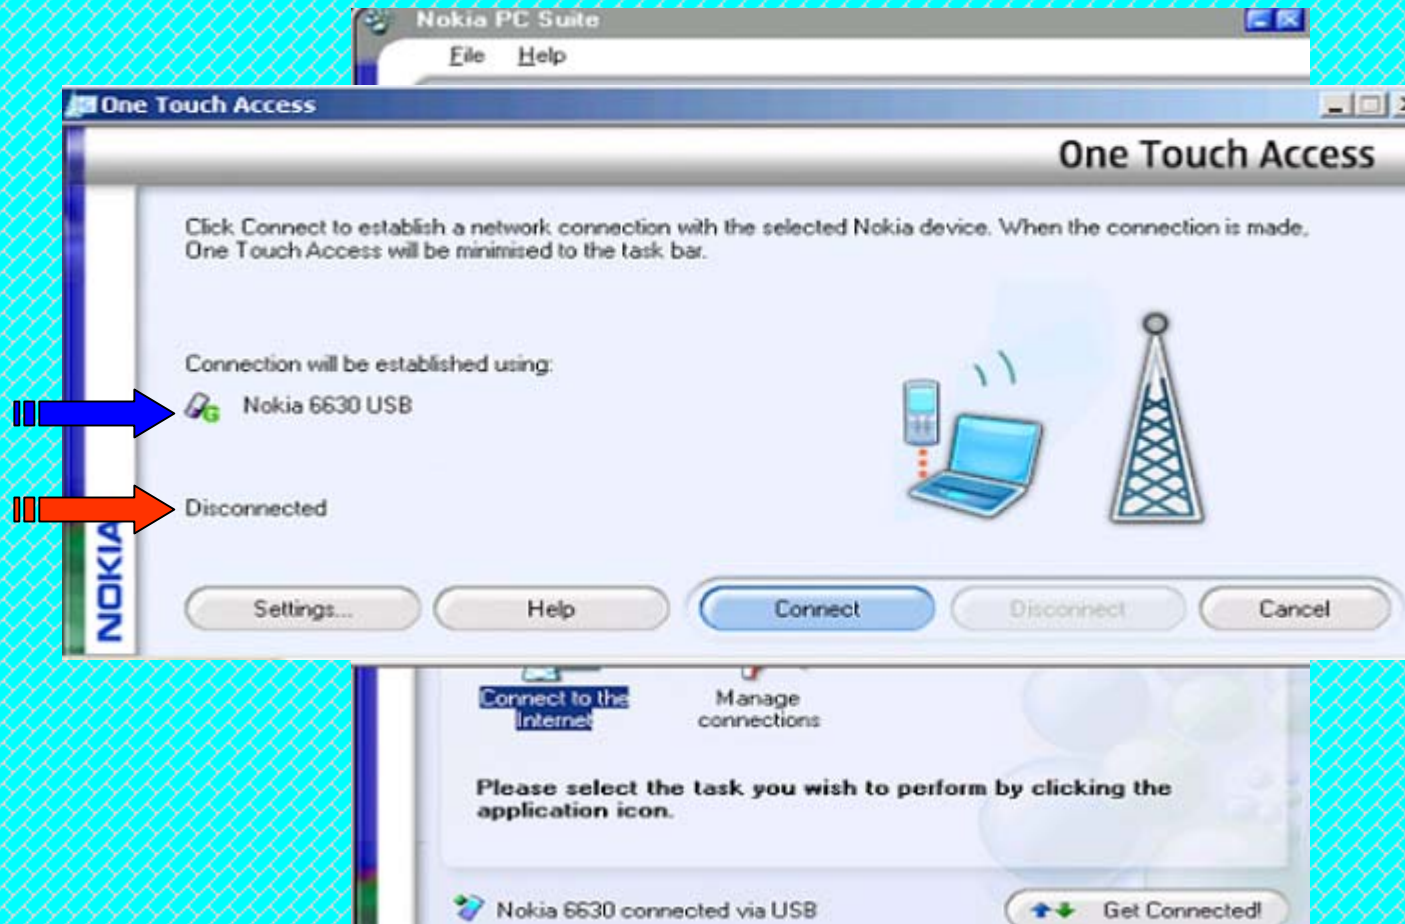 Nokia PC Suite
File Help
One Touch Access
One Touch Access
Click Connect to establish a network connection with the selected Nokia device. When the connection is made,
One Touch Access will be minimised to the task bar.
Connection will be established using:
G Nokia 6630 USB
Disconnected
NOKIA
Settings... Help Connect Disconnect Cancel
Connect to the
Internet
Manage
connections
Please select the task you wish to perform by clicking the
application icon.
Nokia 6630 connected via USB
Get Connected!